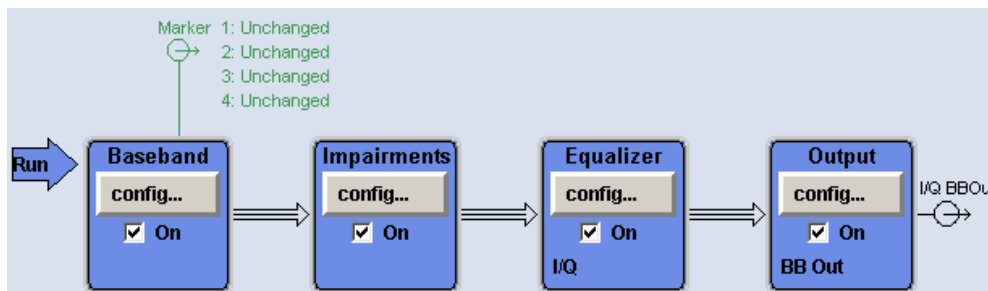 Marker 1: Unchanged
2: Unchanged
3: Unchanged
4: Unchanged
Run
Baseband
config...
On
Impairments
config...
On
Equalizer
config...
On
I/Q
Output
config...
On
BB Out
I/Q BBOu